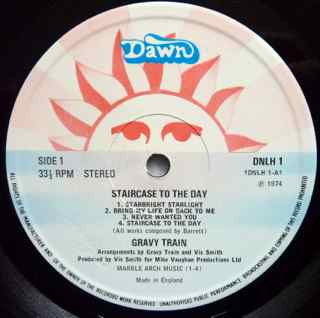 Dawn
SIDE 1
33⅓ RPM STEREO
DNLH 1
1DNLH 1-A1
℗ 1974
STAIRCASE TO THE DAY
1. STARBRIGHT STARLIGHT
2. BRING MY LIFE ON BACK TO ME
3. NEVER WANTED YOU
4. STAIRCASE TO THE DAY
(All works composed by Barrett)
GRAVY TRAIN
Arrangements by Gravy Train and Vic Smith
Produced by Vic Smith for Mike Vaughan Productions Ltd
MARBLE ARCH MUSIC (1-4)
Made in England
ALL RIGHTS OF THE MANUFACTURER AND OF THE OWNER OF THE RECORDED WORK RESERVED UNAUTHORISED PUBLIC PERFORMANCE, BROADCASTING AND COPYING OF THIS RECORD PROHIBITED